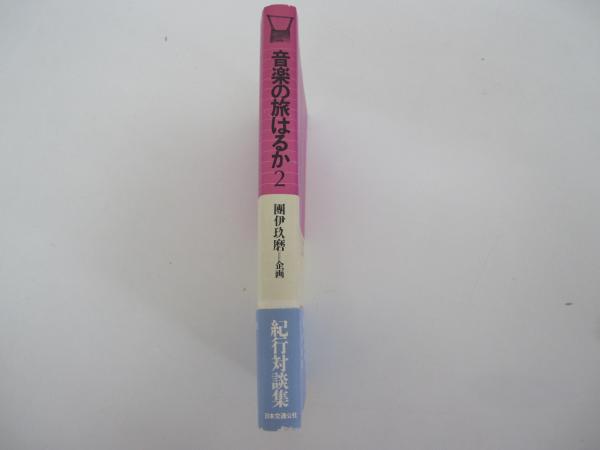 音楽の旅はるか2
團伊玖磨=企画
紀行対談集
日本交通公社